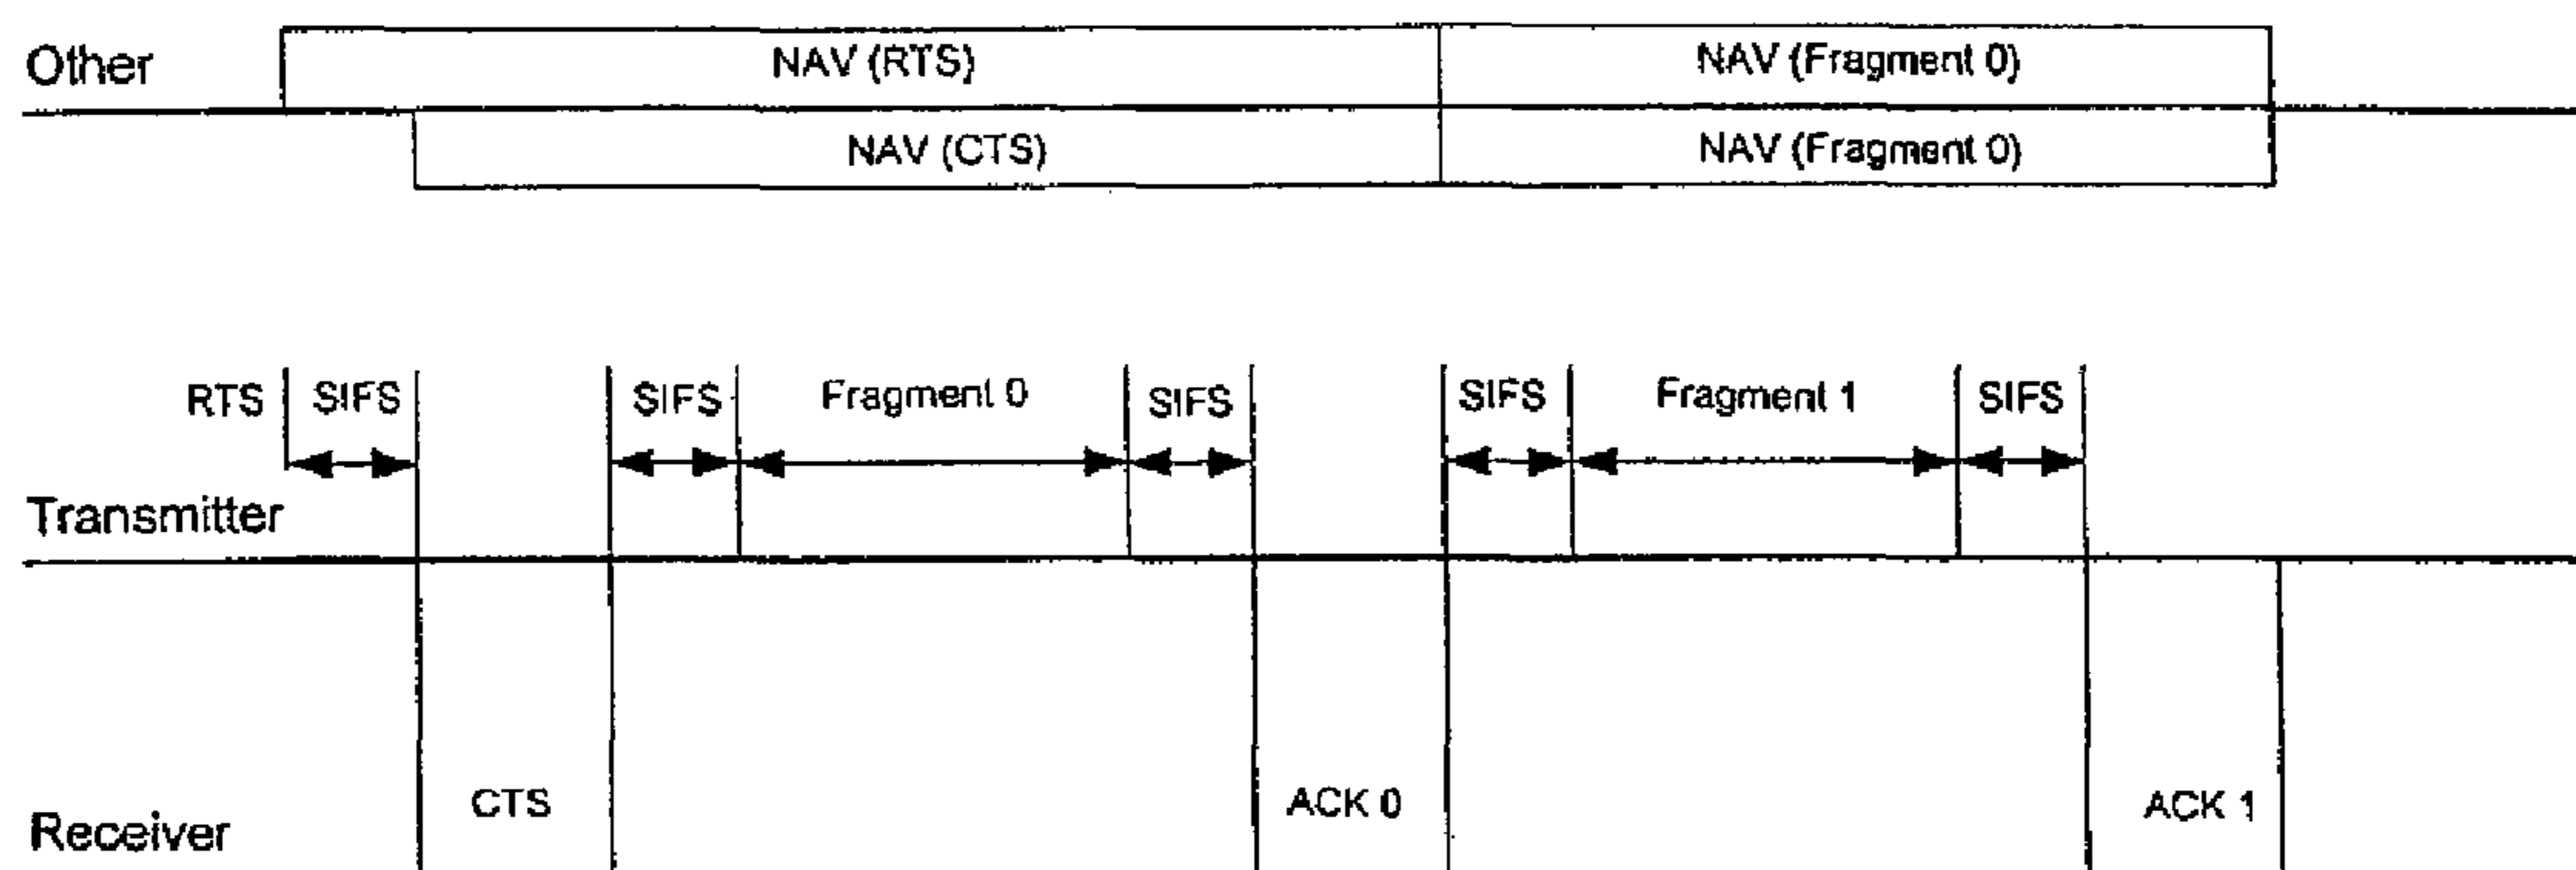 Other
NAV (RTS)
NAV (Fragment 0)
NAV (CTS)
NAV (Fragment 0)
RTS
SIFS
SIFS
Fragment 0
SIFS
SIFS
Fragment 1
SIFS
Transmitter
Receiver
CTS
ACK 0
ACK 1